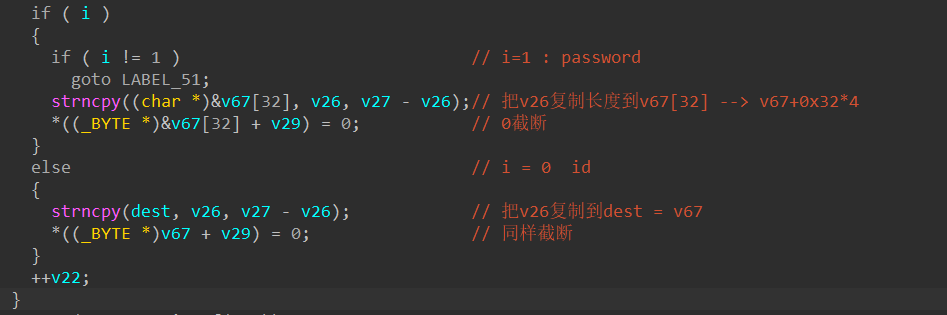 if ( i )
{
if ( i != 1 ) // i=1 : password
goto LABEL_51;
strncpy((char *)&v67[32], v26, v27 - v26);// 把v26复制长度到v67[32] --> v67+0x32*4
*((_BYTE *)&v67[32] + v29) = 0; // 0截断
}
else // i = 0  id
{
strncpy(dest, v26, v27 - v26); // 把v26复制到dest = v67
*((_BYTE *)v67 + v29) = 0; // 同样截断
}
++v22;
}